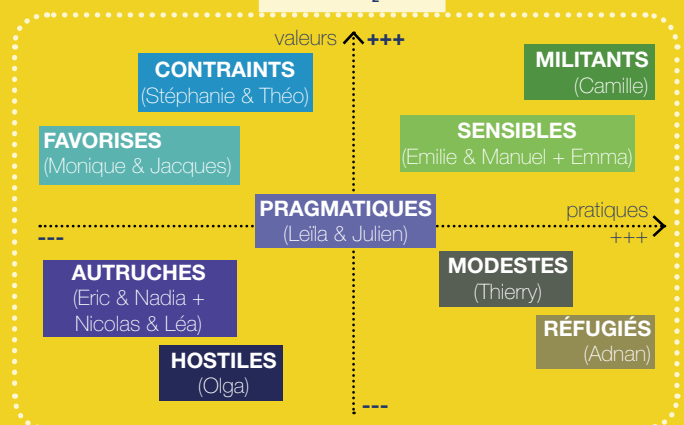 2
valeurs +++
CONTRAINTS
(Stéphanie & Théo)
MILITANTS
(Camille)
FAVORISES
(Monique & Jacques)
SENSIBLES
(Emilie & Manuel + Emma)
PRAGMATIQUES
(Leïla & Julien)
pratiques
+++
---
AUTRUCHES
(Eric & Nadia +
Nicolas & Léa)
MODESTES
(Thierry)
RÉFUGIÉS
(Adnan)
HOSTILES
(Olga)
---